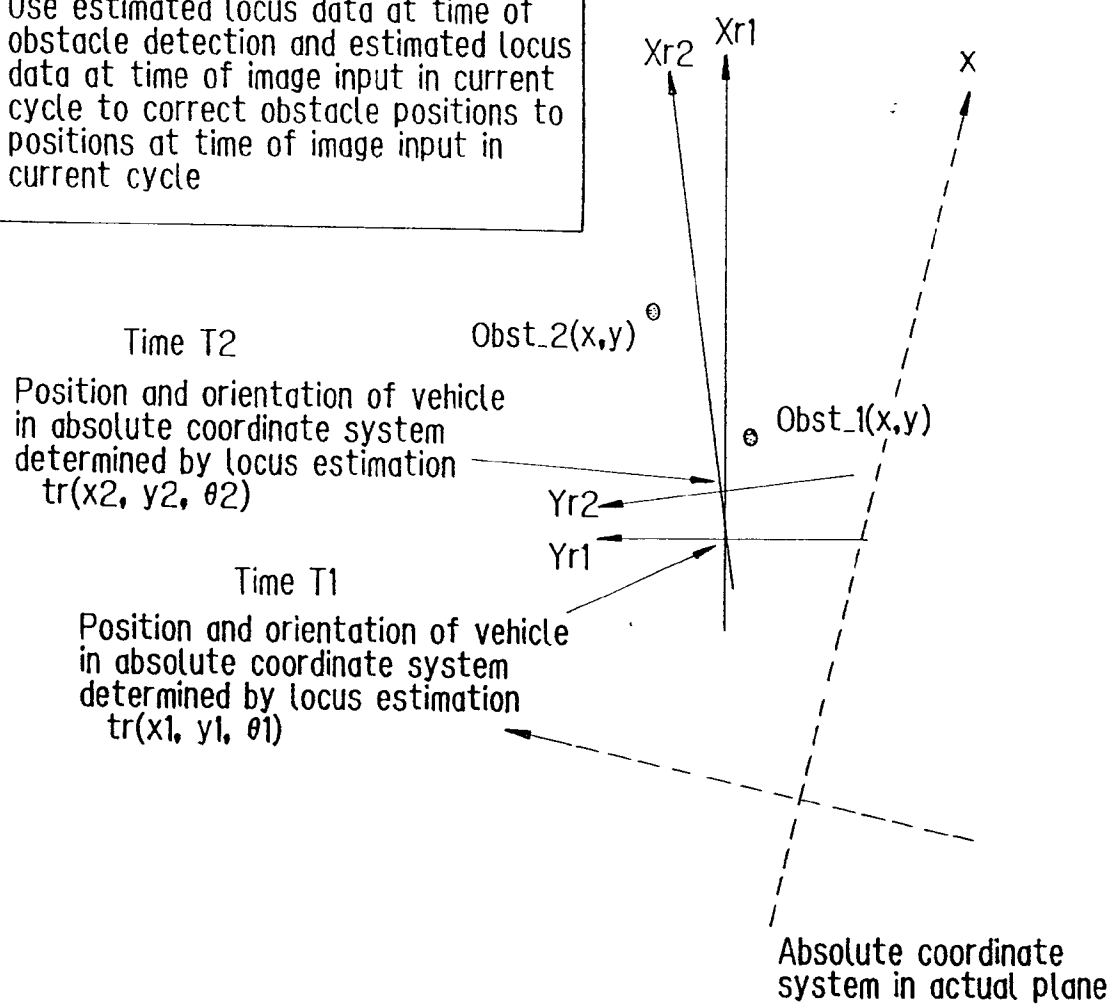 Use estimated locus data at time of
obstacle detection and estimated locus
data at time of image input in current
cycle to correct obstacle positions to
positions at time of image input in
current cycle
Xr2
Xr1
x
Time T2
Obst_2(x,y)
Position and orientation of vehicle
in absolute coordinate system
determined by locus estimation
tr(x2, y2, θ2)
Obst_1(x,y)
Yr2
Yr1
Time T1
Position and orientation of vehicle
in absolute coordinate system
determined by locus estimation
tr(x1, y1, θ1)
Absolute coordinate
system in actual plane